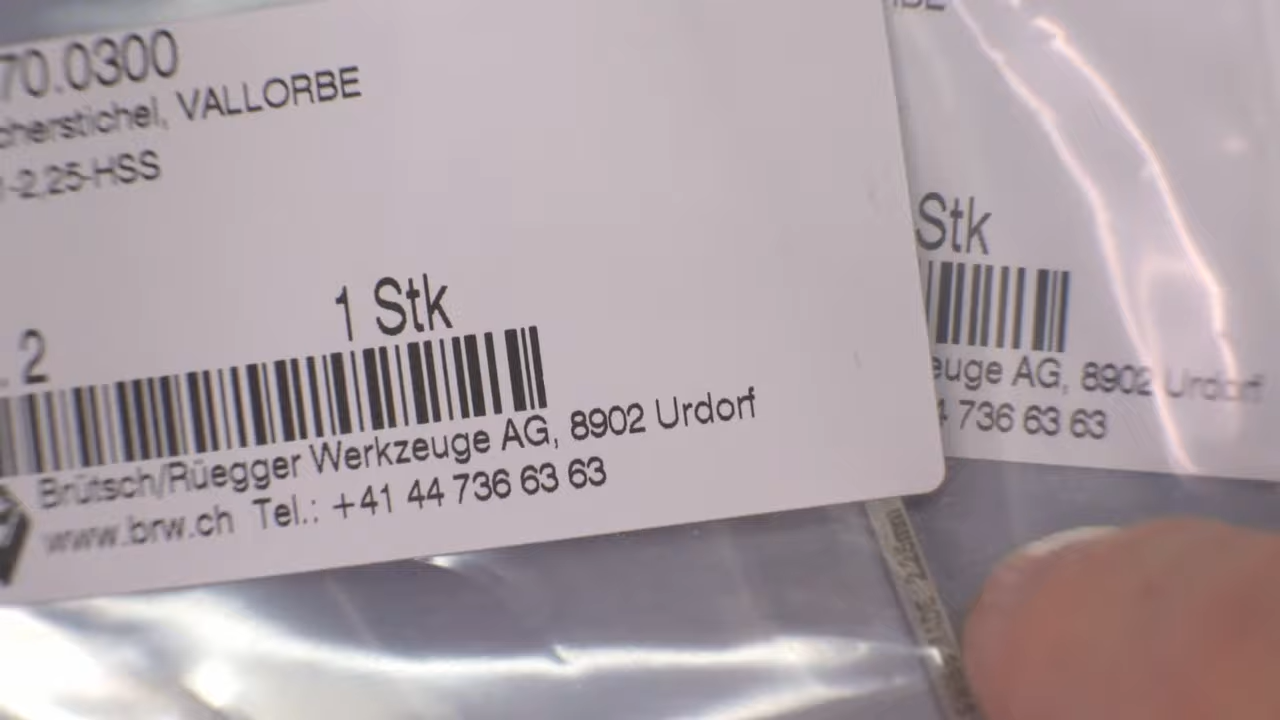 70.0300
cherstichel, VALLORBE
-2,25-HSS
. 2
1 Stk
Brütsch/Rüegger Werkzeuge AG, 8902 Urdorf
www.brw.ch Tel.: +41 44 736 63 63
Stk
euge AG, 8902 Urdorf
736 63 63